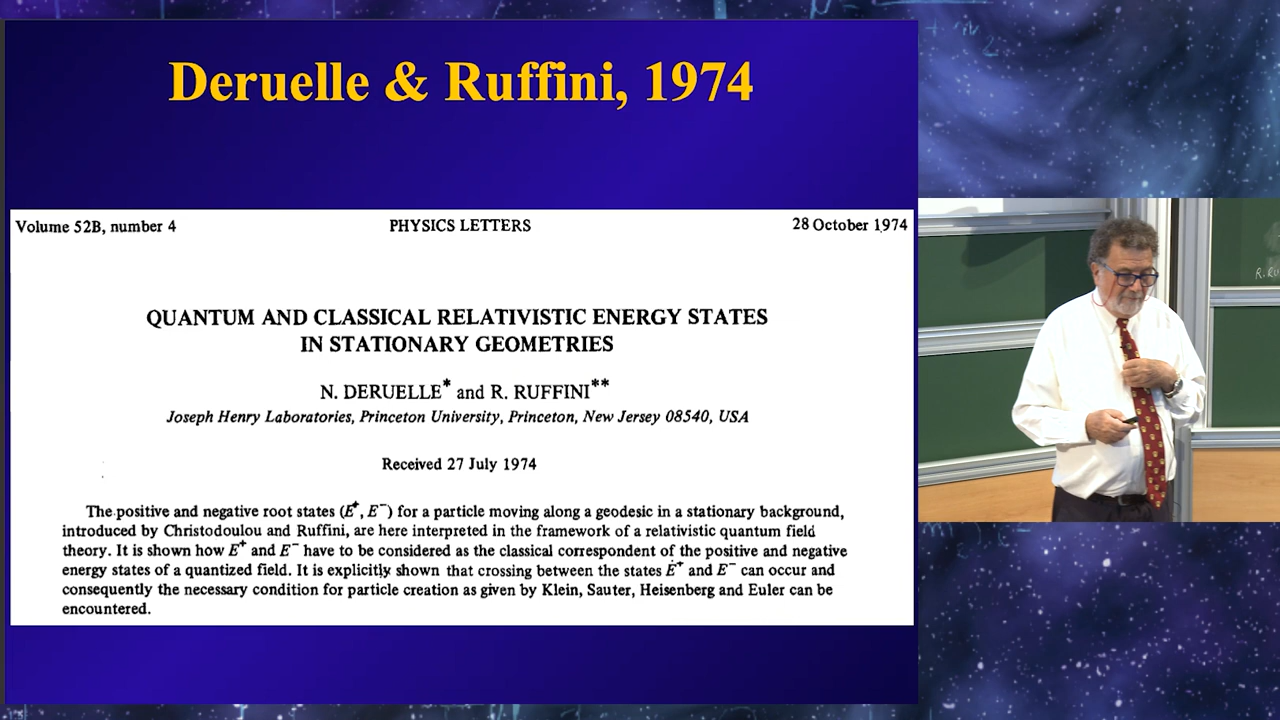 Deruelle & Ruffini, 1974
Volume 52B, number 4 PHYSICS LETTERS 28 October 1974
QUANTUM AND CLASSICAL RELATIVISTIC ENERGY STATES
IN STATIONARY GEOMETRIES
N. DERUELLE* and R. RUFFINI**
Joseph Henry Laboratories, Princeton University, Princeton, New Jersey 08540, USA
Received 27 July 1974
The positive and negative root states (E⁺, E⁻) for a particle moving along a geodesic in a stationary background,
introduced by Christodoulou and Ruffini, are here interpreted in the framework of a relativistic quantum field
theory. It is shown how E⁺ and E⁻ have to be considered as the classical correspondent of the positive and negative
energy states of a quantized field. It is explicitly shown that crossing between the states E⁺ and E⁻ can occur and
consequently the necessary condition for particle creation as given by Klein, Sauter, Heisenberg and Euler can be
encountered.